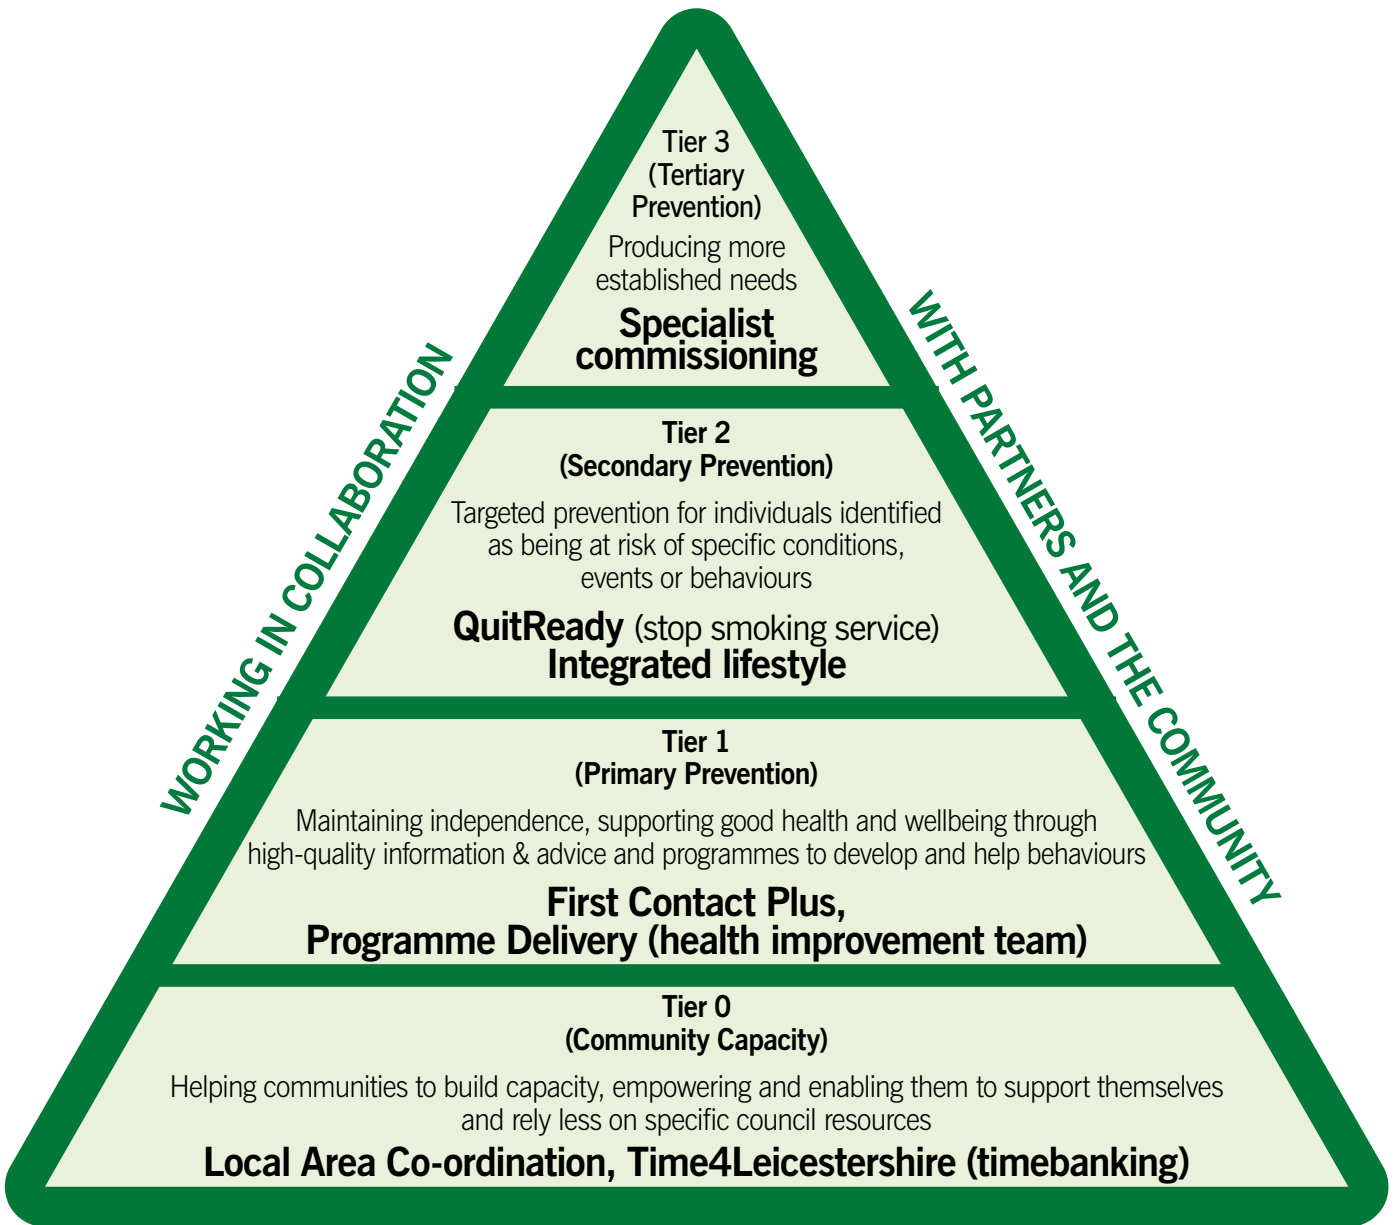 Tier 3
(Tertiary
Prevention)
Producing more
established needs
Specialist
commissioning
Tier 2
(Secondary Prevention)
Targeted prevention for individuals identified
as being at risk of specific conditions,
events or behaviours
QuitReady (stop smoking service)
Integrated lifestyle
Tier 1
(Primary Prevention)
Maintaining independence, supporting good health and wellbeing through
high-quality information & advice and programmes to develop and help behaviours
First Contact Plus,
Programme Delivery (health improvement team)
Tier 0
(Community Capacity)
Helping communities to build capacity, empowering and enabling them to support themselves
and rely less on specific council resources
Local Area Co-ordination, Time4Leicestershire (timebanking)
WORKING IN COLLABORATION
WITH PARTNERS AND THE COMMUNITY